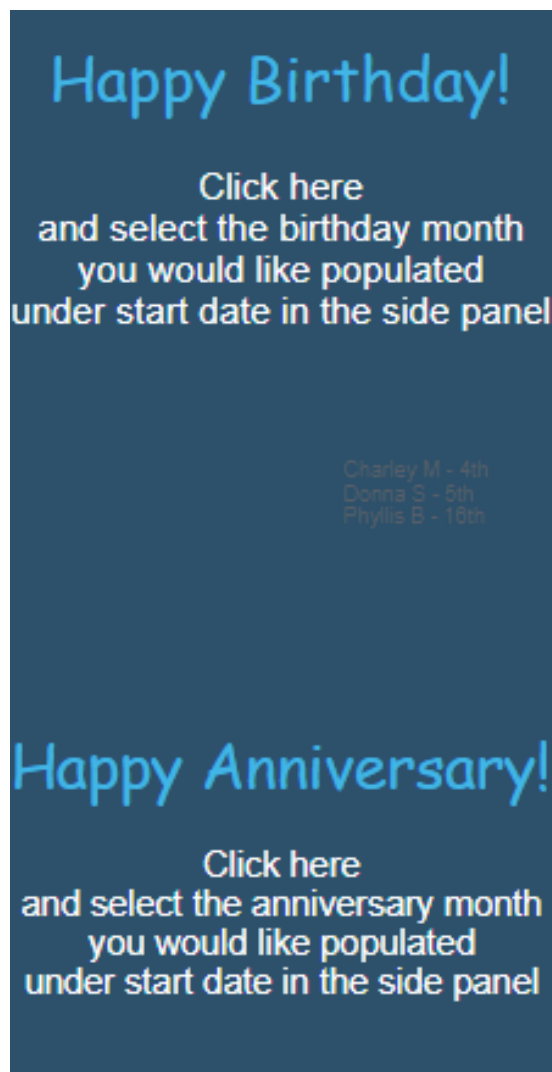 Happy Birthday!
Click here
and select the birthday month
you would like populated
under start date in the side panel
Charley M - 4th
Donna S - 5th
Phyllis B - 16th
Happy Anniversary!
Click here
and select the anniversary month
you would like populated
under start date in the side panel